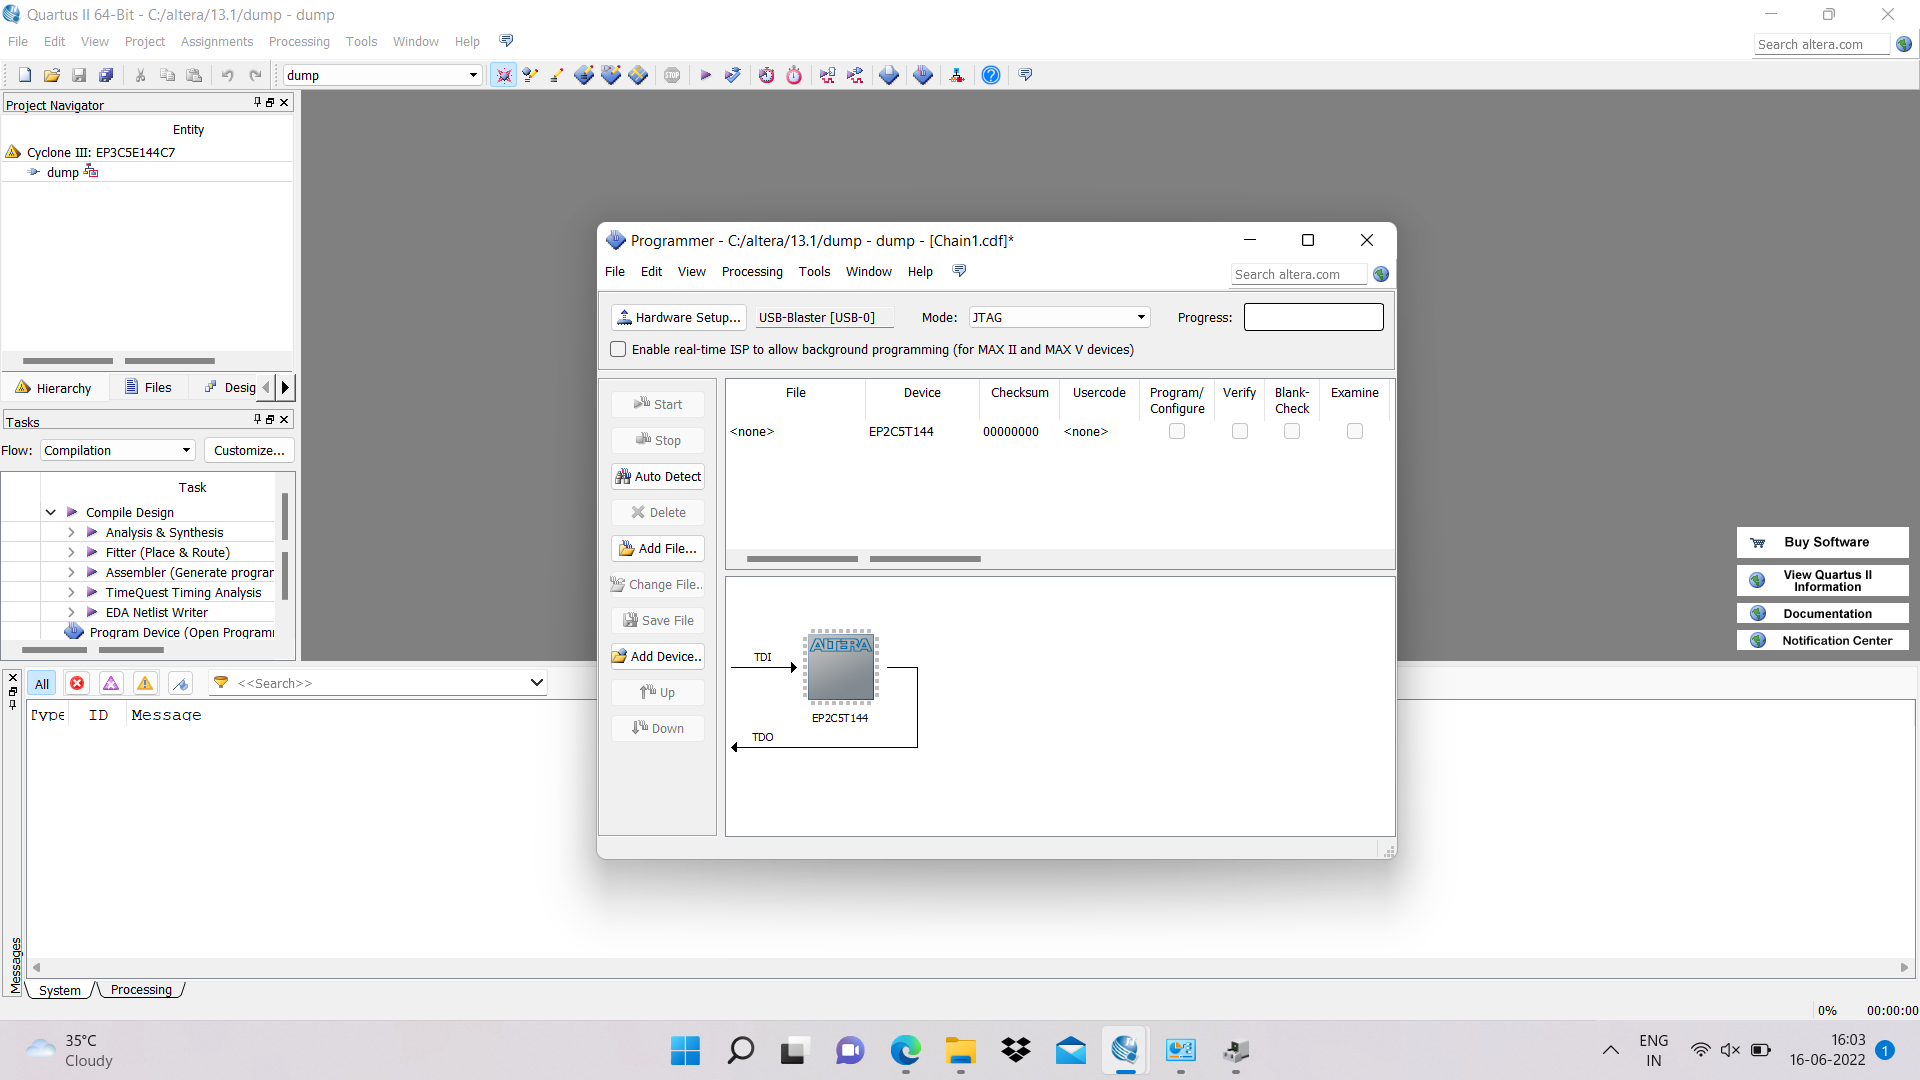 Quartus II 64-Bit - C:/altera/13.1/dump - dump
File Edit View Project Assignments Processing Tools Window Help
Search altera.com
dump
STOP
Project Navigator
Entity
Cyclone III: EP3C5E144C7
dump
Hierarchy Files Desig
Tasks
Flow: Compilation Customize...
Task
Compile Design
Analysis & Synthesis
Fitter (Place & Route)
Assembler (Generate prograr
TimeQuest Timing Analysis
EDA Netlist Writer
Program Device (Open Program
Programmer - C:/altera/13.1/dump - dump - [Chain1.cdf]*
File Edit View Processing Tools Window Help
Search altera.com
Hardware Setup... USB-Blaster [USB-0] Mode: JTAG Progress:
Enable real-time ISP to allow background programming (for MAX II and MAX V devices)
Start
Stop
Auto Detect
Delete
Add File...
Change File..
Save File
Add Device..
Up
Down
File Device Checksum Usercode Program/ Verify Blank- Examine
Configure Check
<none> EP2C5T144 00000000 <none>
TDI
ALTERA
EP2C5T144
TDO
Buy Software
View Quartus II
Information
Documentation
Notification Center
All <<Search>>
Type ID Message
Messages
System Processing
0% 00:00:00
35°C
Cloudy
ENG
IN
16:03
16-06-2022
1